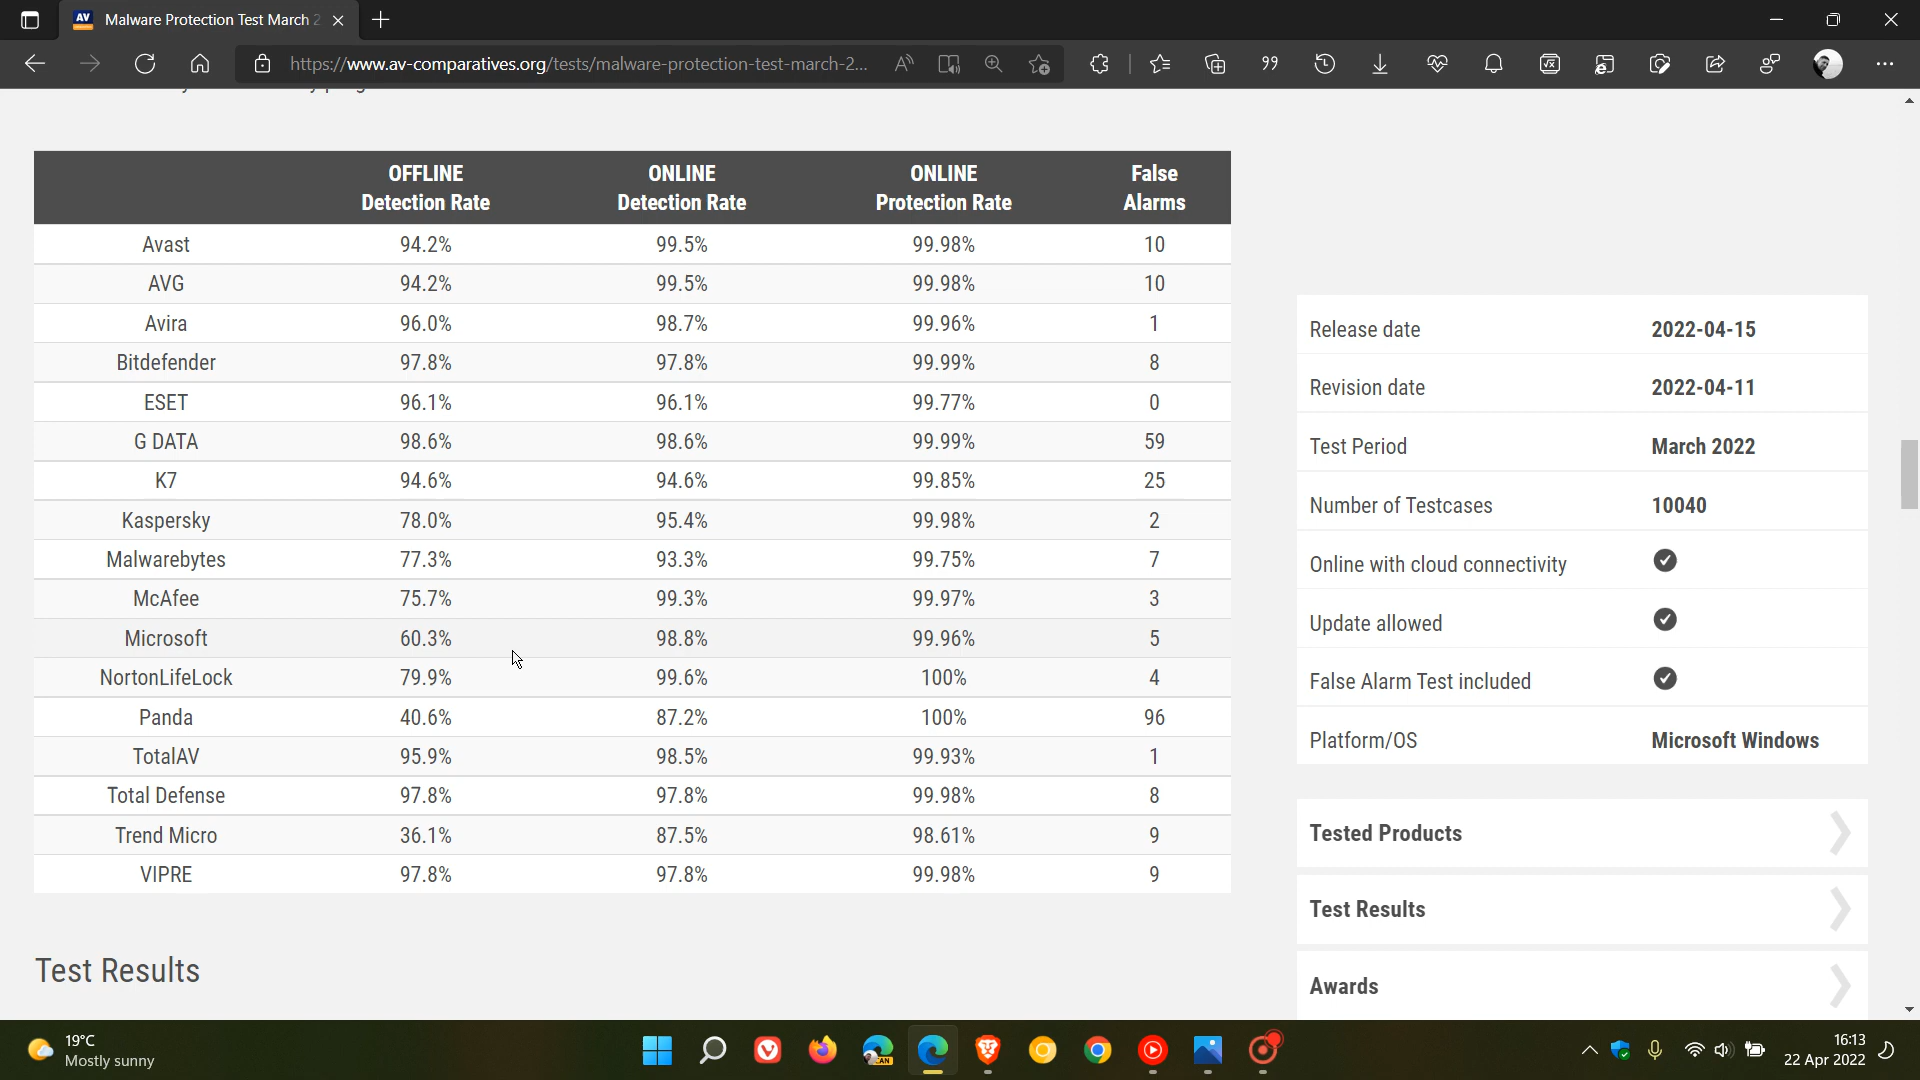 Malware Protection Test March 2
https://www.av-comparatives.org/tests/malware-protection-test-march-2...
OFFLINE Detection Rate ONLINE Detection Rate ONLINE Protection Rate False Alarms
Avast 94.2% 99.5% 99.98% 10
AVG 94.2% 99.5% 99.98% 10
Avira 96.0% 98.7% 99.96% 1
Bitdefender 97.8% 97.8% 99.99% 8
ESET 96.1% 96.1% 99.77% 0
G DATA 98.6% 98.6% 99.99% 59
K7 94.6% 94.6% 99.85% 25
Kaspersky 78.0% 95.4% 99.98% 2
Malwarebytes 77.3% 93.3% 99.75% 7
McAfee 75.7% 99.3% 99.97% 3
Microsoft 60.3% 98.8% 99.96% 5
NortonLifeLock 79.9% 99.6% 100% 4
Panda 40.6% 87.2% 100% 96
TotalAV 95.9% 98.5% 99.93% 1
Total Defense 97.8% 97.8% 99.98% 8
Trend Micro 36.1% 87.5% 98.61% 9
VIPRE 97.8% 97.8% 99.98% 9
Test Results
Release date 2022-04-15
Revision date 2022-04-11
Test Period March 2022
Number of Testcases 10040
Online with cloud connectivity
Update allowed
False Alarm Test included
Platform/OS Microsoft Windows
Tested Products
Test Results
Awards
19°C
Mostly sunny
CAN
16:13
22 Apr 2022